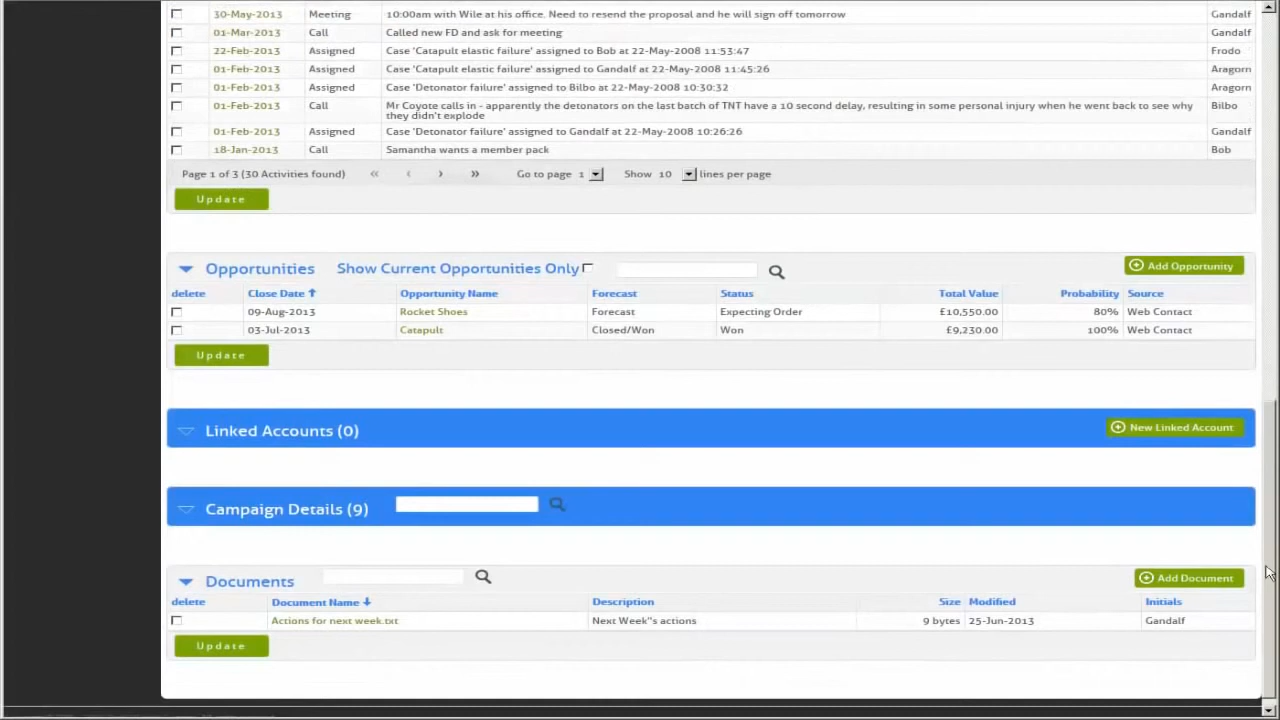 30-May-2013 Meeting 10:00am with Wile at his office. Need to resend the proposal and he will sign off tomorrow Gandalf
01-Mar-2013 Call Called new FD and ask for meeting Gandalf
22-Feb-2013 Assigned Case 'Catapult elastic failure' assigned to Bob at 22-May-2008 11:53:47 Frodo
01-Feb-2013 Assigned Case 'Catapult elastic failure' assigned to Gandalf at 22-May-2008 11:45:26 Aragorn
01-Feb-2013 Assigned Case 'Detonator failure' assigned to Bilbo at 22-May-2008 10:30:32 Aragorn
01-Feb-2013 Call Mr Coyote calls in - apparently the detonators on the last batch of TNT have a 10 second delay, resulting in some personal injury when he went back to see why Bilbo
they didn't explode
01-Feb-2013 Assigned Case 'Detonator failure' assigned to Gandalf at 22-May-2008 10:26:26 Gandalf
18-Jan-2013 Call Samantha wants a member pack Bob
Page 1 of 3 (30 Activities found) « ‹ › » Go to page 1 Show 10 lines per page
Update
Opportunities Show Current Opportunities Only Add Opportunity
delete Close Date ↑ Opportunity Name Forecast Status Total Value Probability Source
09-Aug-2013 Rocket Shoes Forecast Expecting Order £10,550.00 80% Web Contact
03-Jul-2013 Catapult Closed/Won Won £9,230.00 100% Web Contact
Update
Linked Accounts (0) New Linked Account
Campaign Details (9)
Documents Add Document
delete Document Name ↓ Description Size Modified Initials
Actions for next week.txt Next Week''s actions 9 bytes 25-Jun-2013 Gandalf
Update